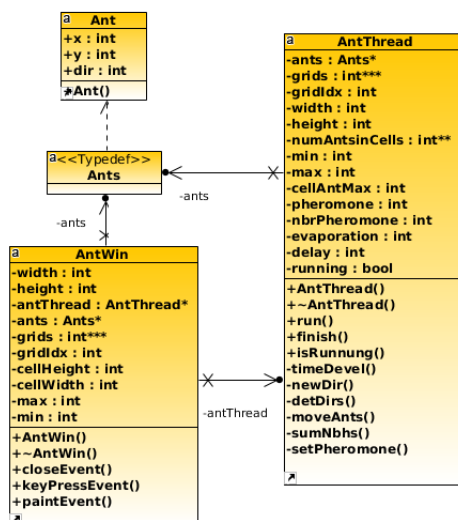 a
Ant
+x : int
+y : int
+dir : int
+Ant()
a
<<Typedef>>
Ants
-ants
-ants
a
AntWin
-width : int
-height : int
-antThread : AntThread*
-ants : Ants*
-grids : int***
-gridIdx : int
-cellHeight : int
-cellWidth : int
-max : int
-min : int
+AntWin()
+~AntWin()
+closeEvent()
+keyPressEvent()
+paintEvent()
-antThread
a
AntThread
-ants : Ants*
-grids : int***
-gridIdx : int
-width : int
-height : int
-numAntsinCells : int**
-min : int
-max : int
-cellAntMax : int
-pheromone : int
-nbrPheromone : int
-evaporation : int
-delay : int
-running : bool
+AntThread()
+~AntThread()
+run()
+finish()
+isRunnung()
-timeDevel()
-newDir()
-detDirs()
-moveAnts()
-sumNbhs()
-setPheromone()